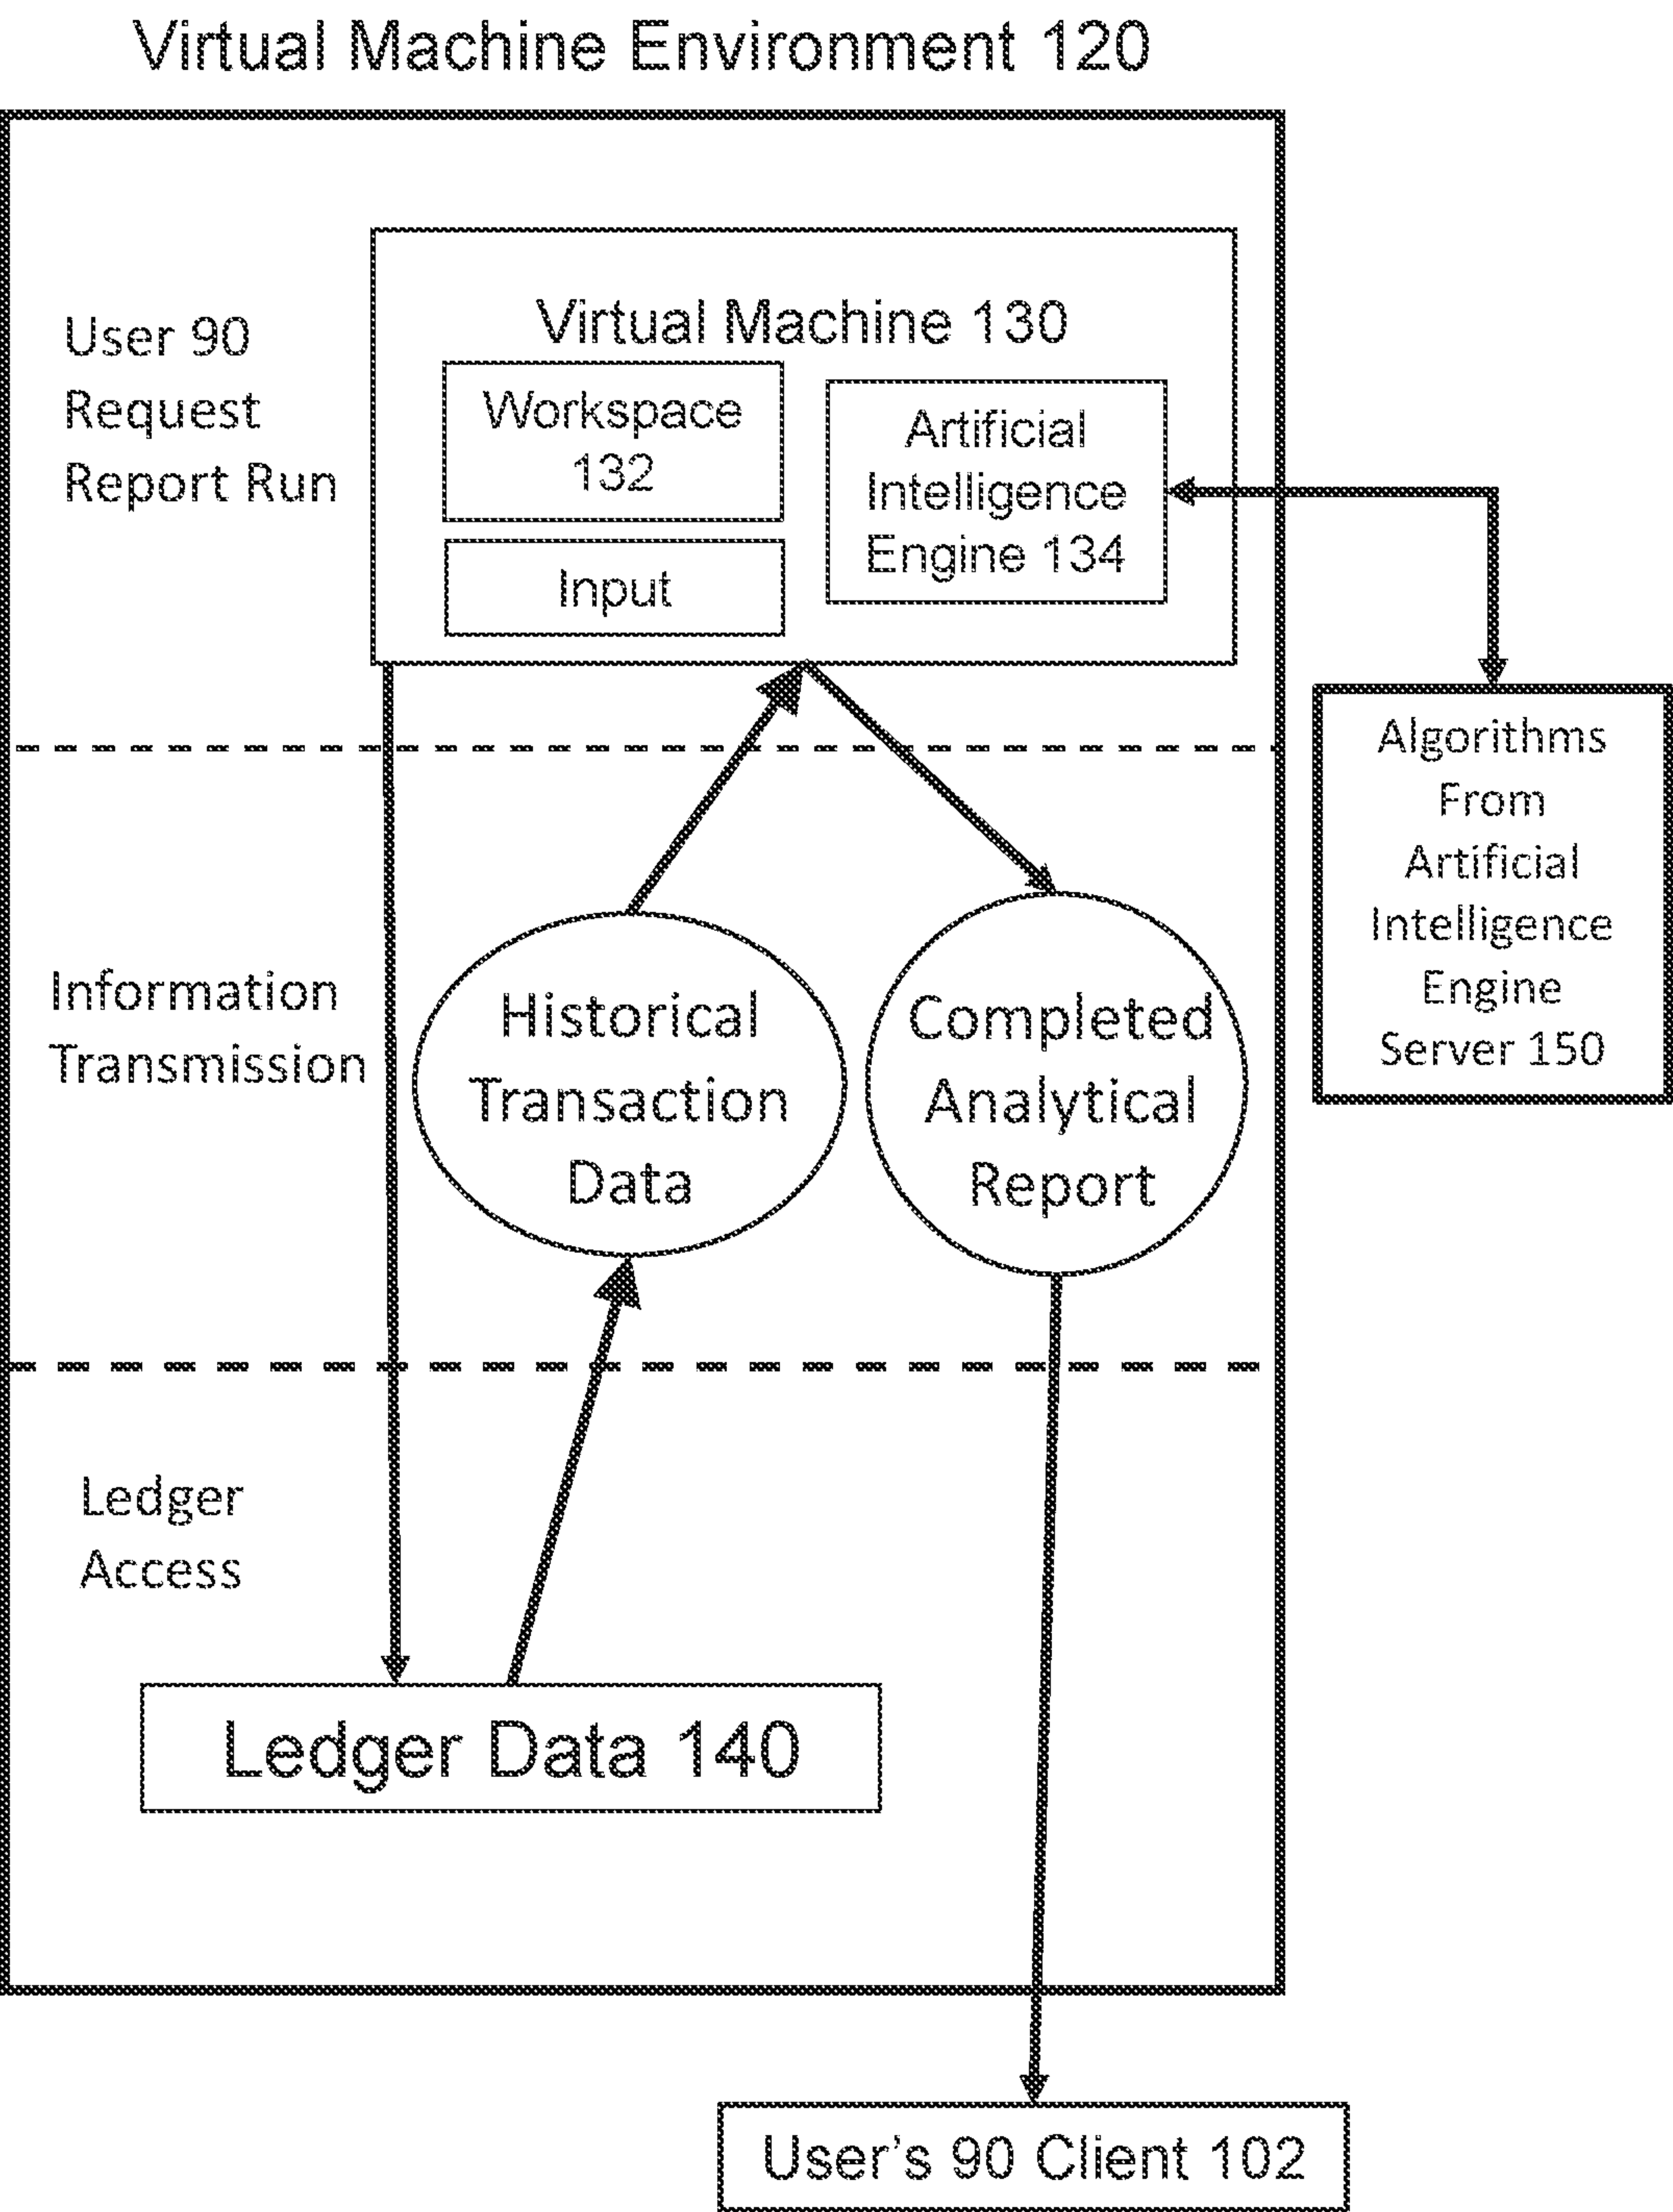 Virtual Machine Environment 120
User 90
Request
Report Run
Virtual Machine 130
Workspace
132
Input
Artificial
Intelligence
Engine 134
Algorithms
From
Artificial
Intelligence
Engine
Server 150
Information
Transmission
Historical
Transaction
Data
Completed
Analytical
Report
Ledger
Access
Ledger Data 140
User's 90 Client 102